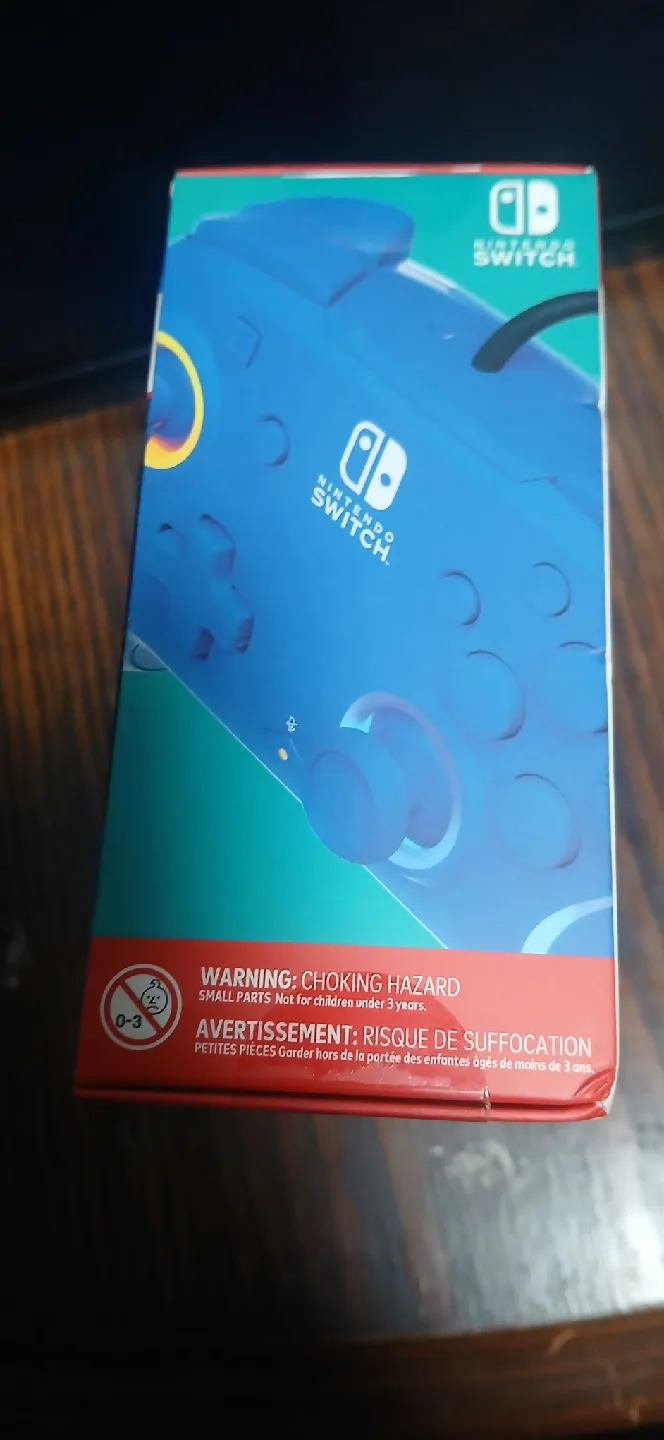 NINTENDO
SWITCH
NINTENDO
SWITCH
WARNING: CHOKING HAZARD
SMALL PARTS Not for children under 3 years.
0-3
AVERTISSEMENT: RISQUE DE SUFFOCATION
PETITES PIÈCES Garder hors de la portée des enfantes âgés de moins de 3 ans.